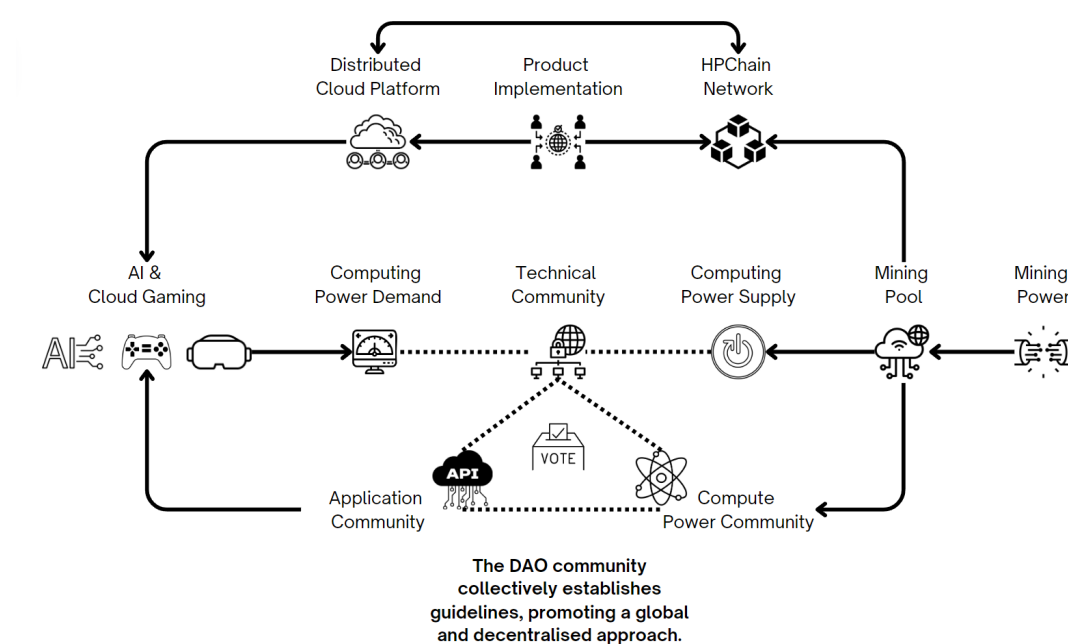 Distributed
Cloud Platform
Product
Implementation
HPChain
Network
AI &
Cloud Gaming
Computing
Power Demand
Technical
Community
Computing
Power Supply
Mining
Pool
Mining
Power
AI
VOTE
API
Application
Community
Compute
Power Community
The DAO community
collectively establishes
guidelines, promoting a global
and decentralised approach.